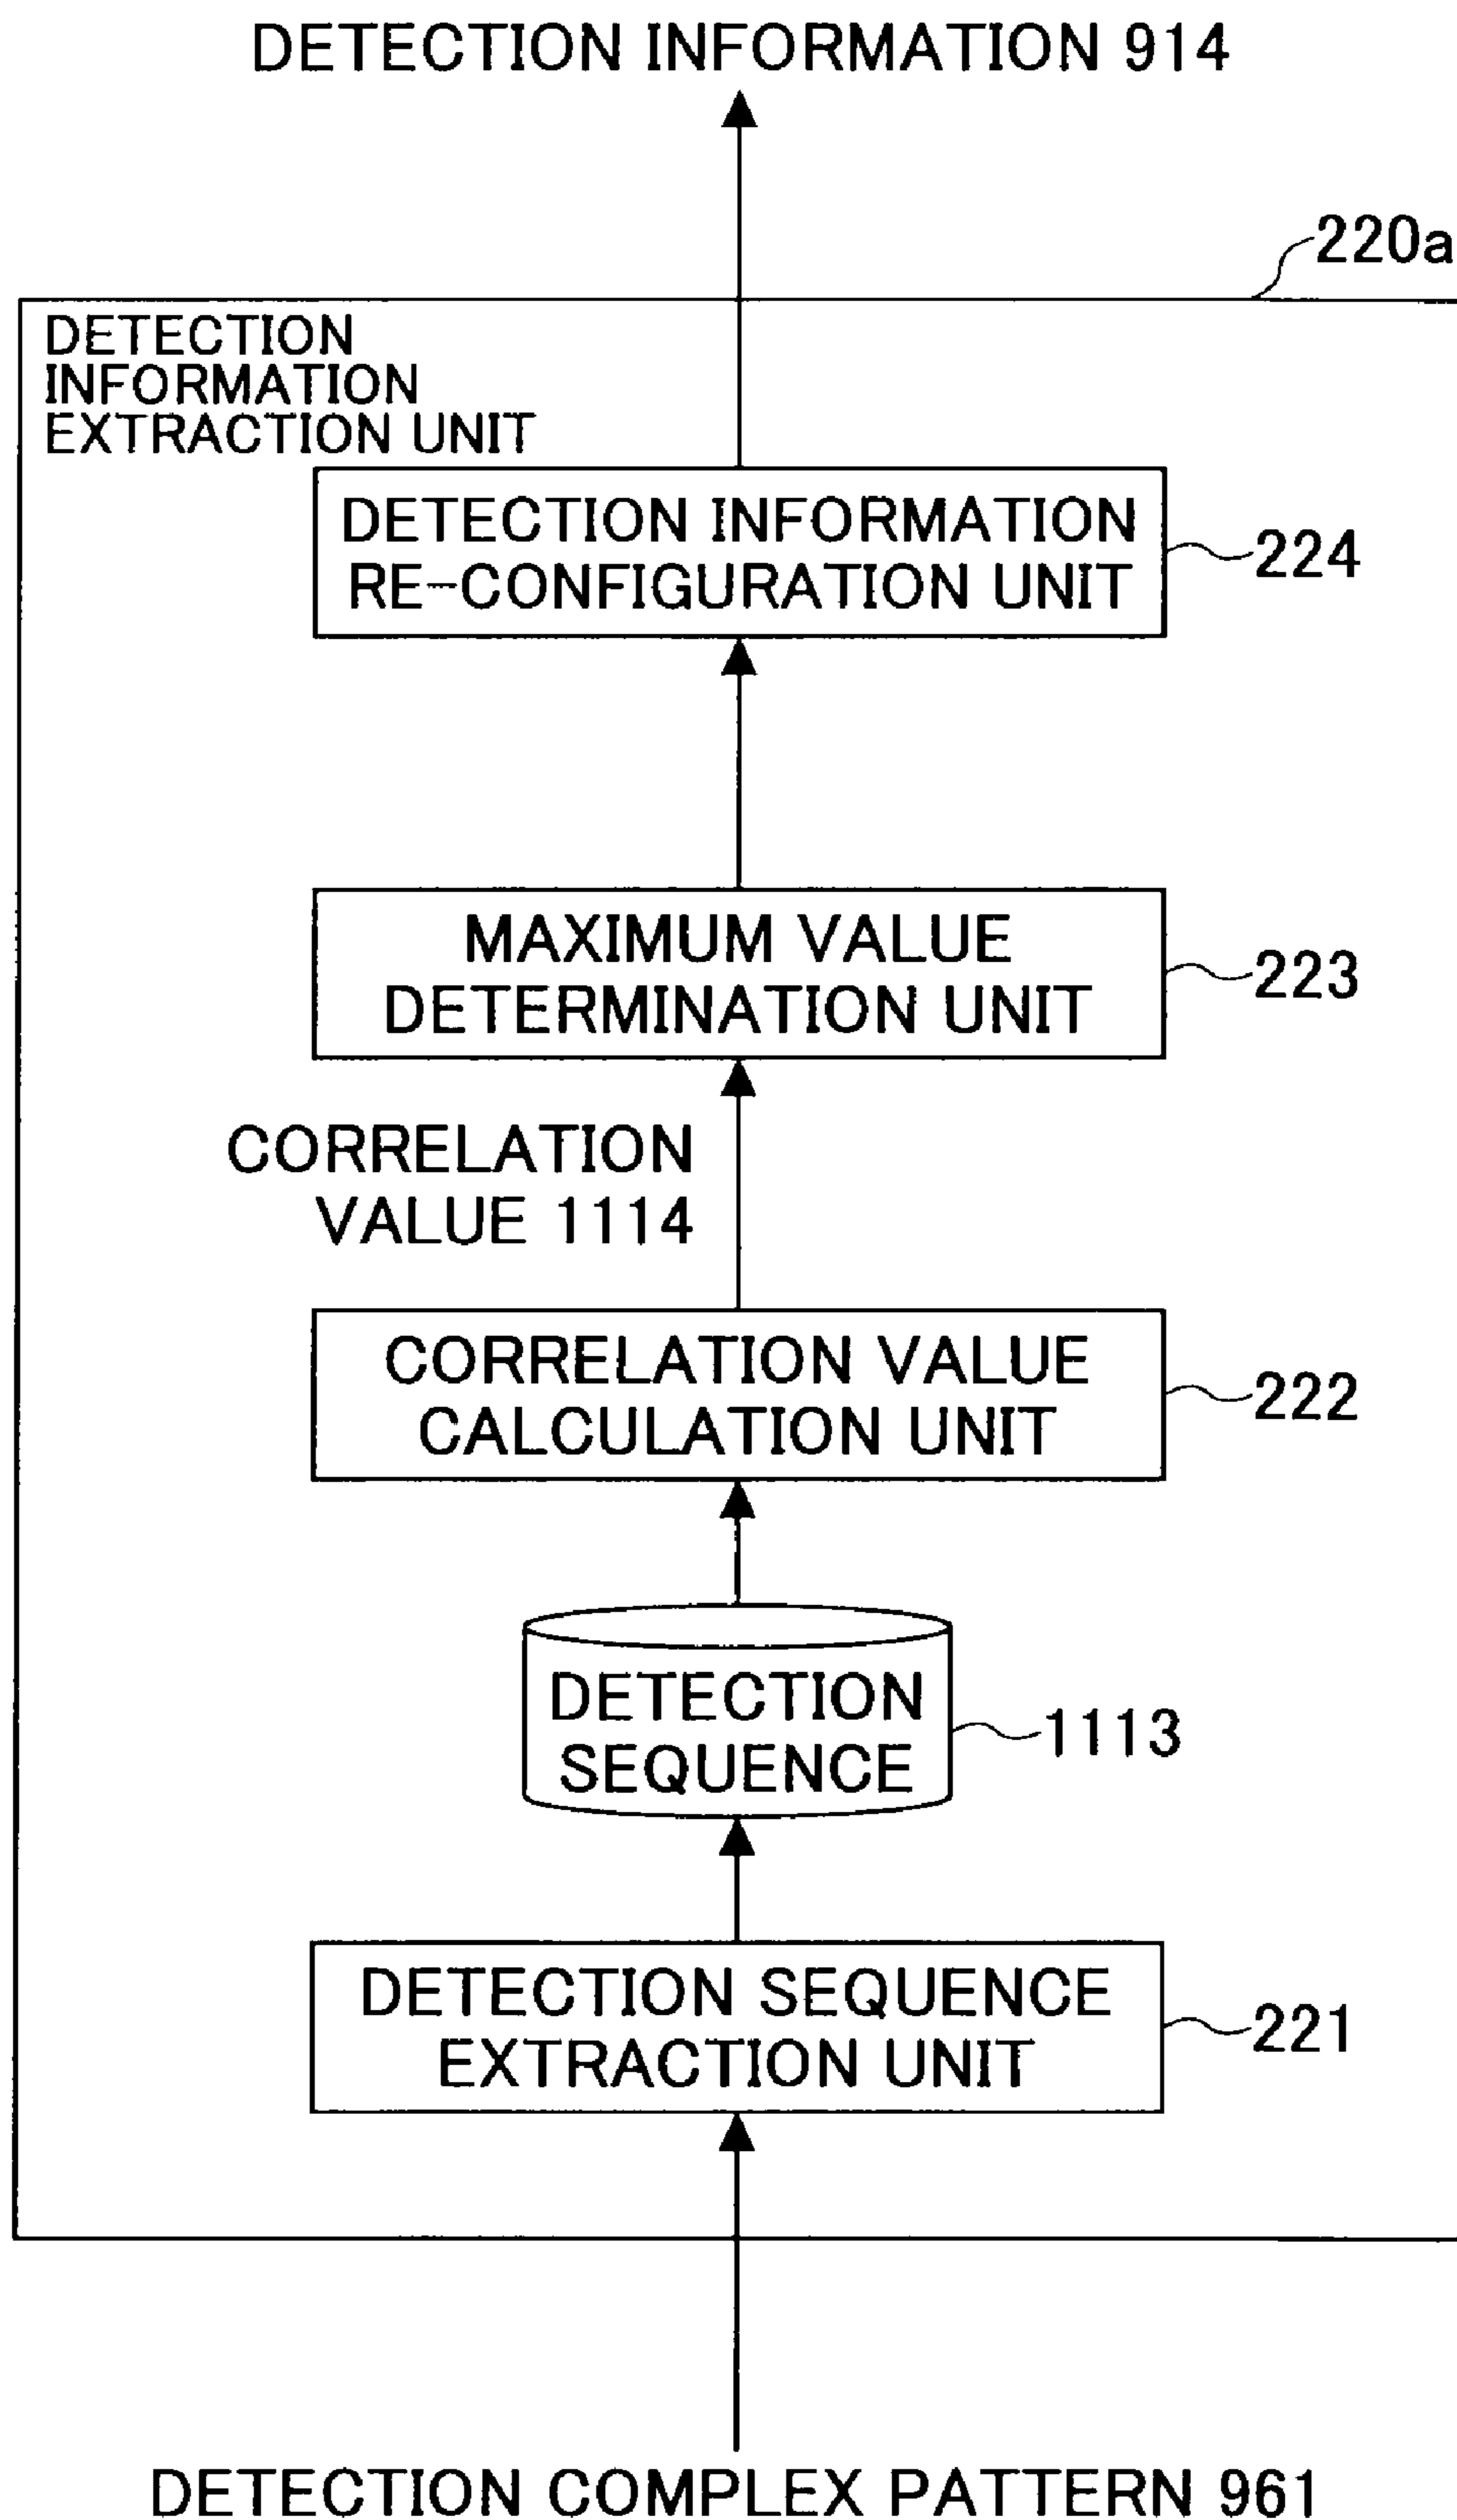 DETECTION INFORMATION 914
220a
DETECTION
INFORMATION
EXTRACTION UNIT
DETECTION INFORMATION
RE-CONFIGURATION UNIT
224
MAXIMUM VALUE
DETERMINATION UNIT
223
CORRELATION
VALUE 1114
CORRELATION VALUE
CALCULATION UNIT
222
DETECTION
SEQUENCE
1113
DETECTION SEQUENCE
EXTRACTION UNIT
221
DETECTION COMPLEX PATTERN 961